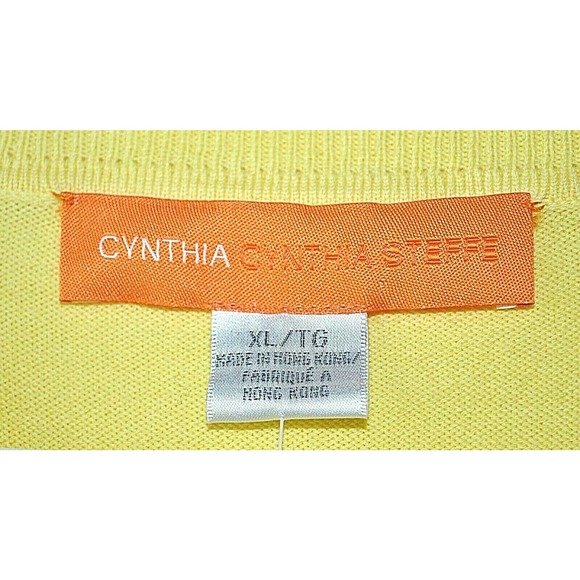 CYNTHIA CYNTHIA STEFFE
XL/TG
MADE IN HONG KONG/
FABRIQUÉ A
HONG KONG